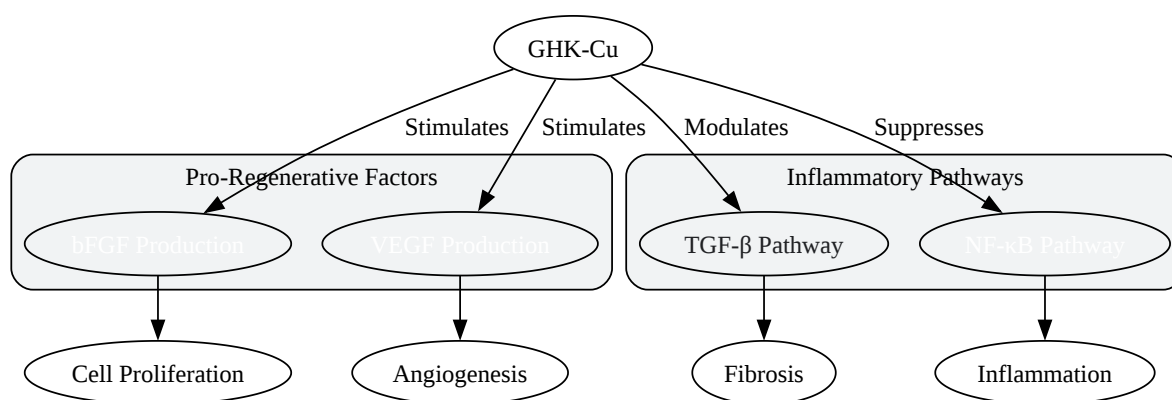 GHK-Cu
Stimulates Stimulates Modulates Suppresses
Pro-Regenerative Factors Inflammatory Pathways
bFGF Production VEGF Production TGF-β Pathway NF-κB Pathway
Cell Proliferation Angiogenesis Fibrosis Inflammation